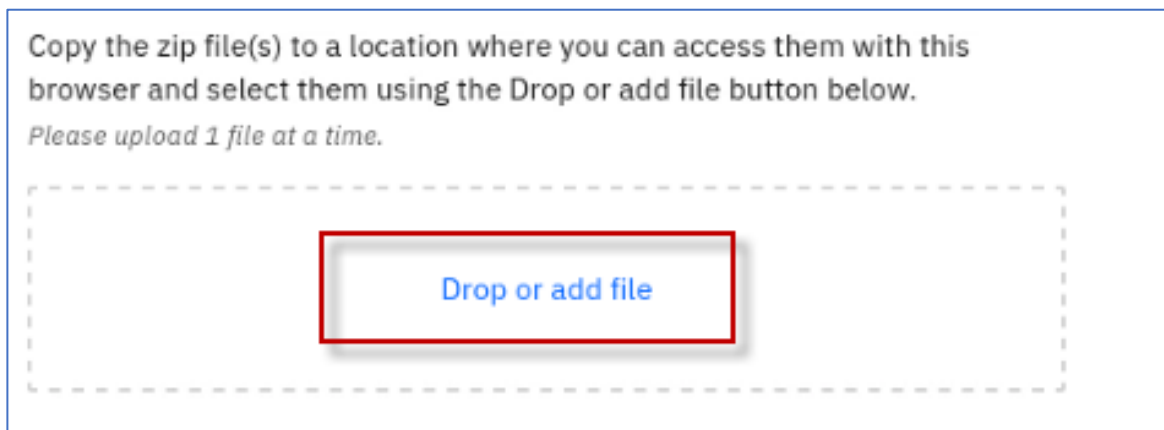 Copy the zip file(s) to a location where you can access them with this
browser and select them using the Drop or add file button below.
Please upload 1 file at a time.
Drop or add file